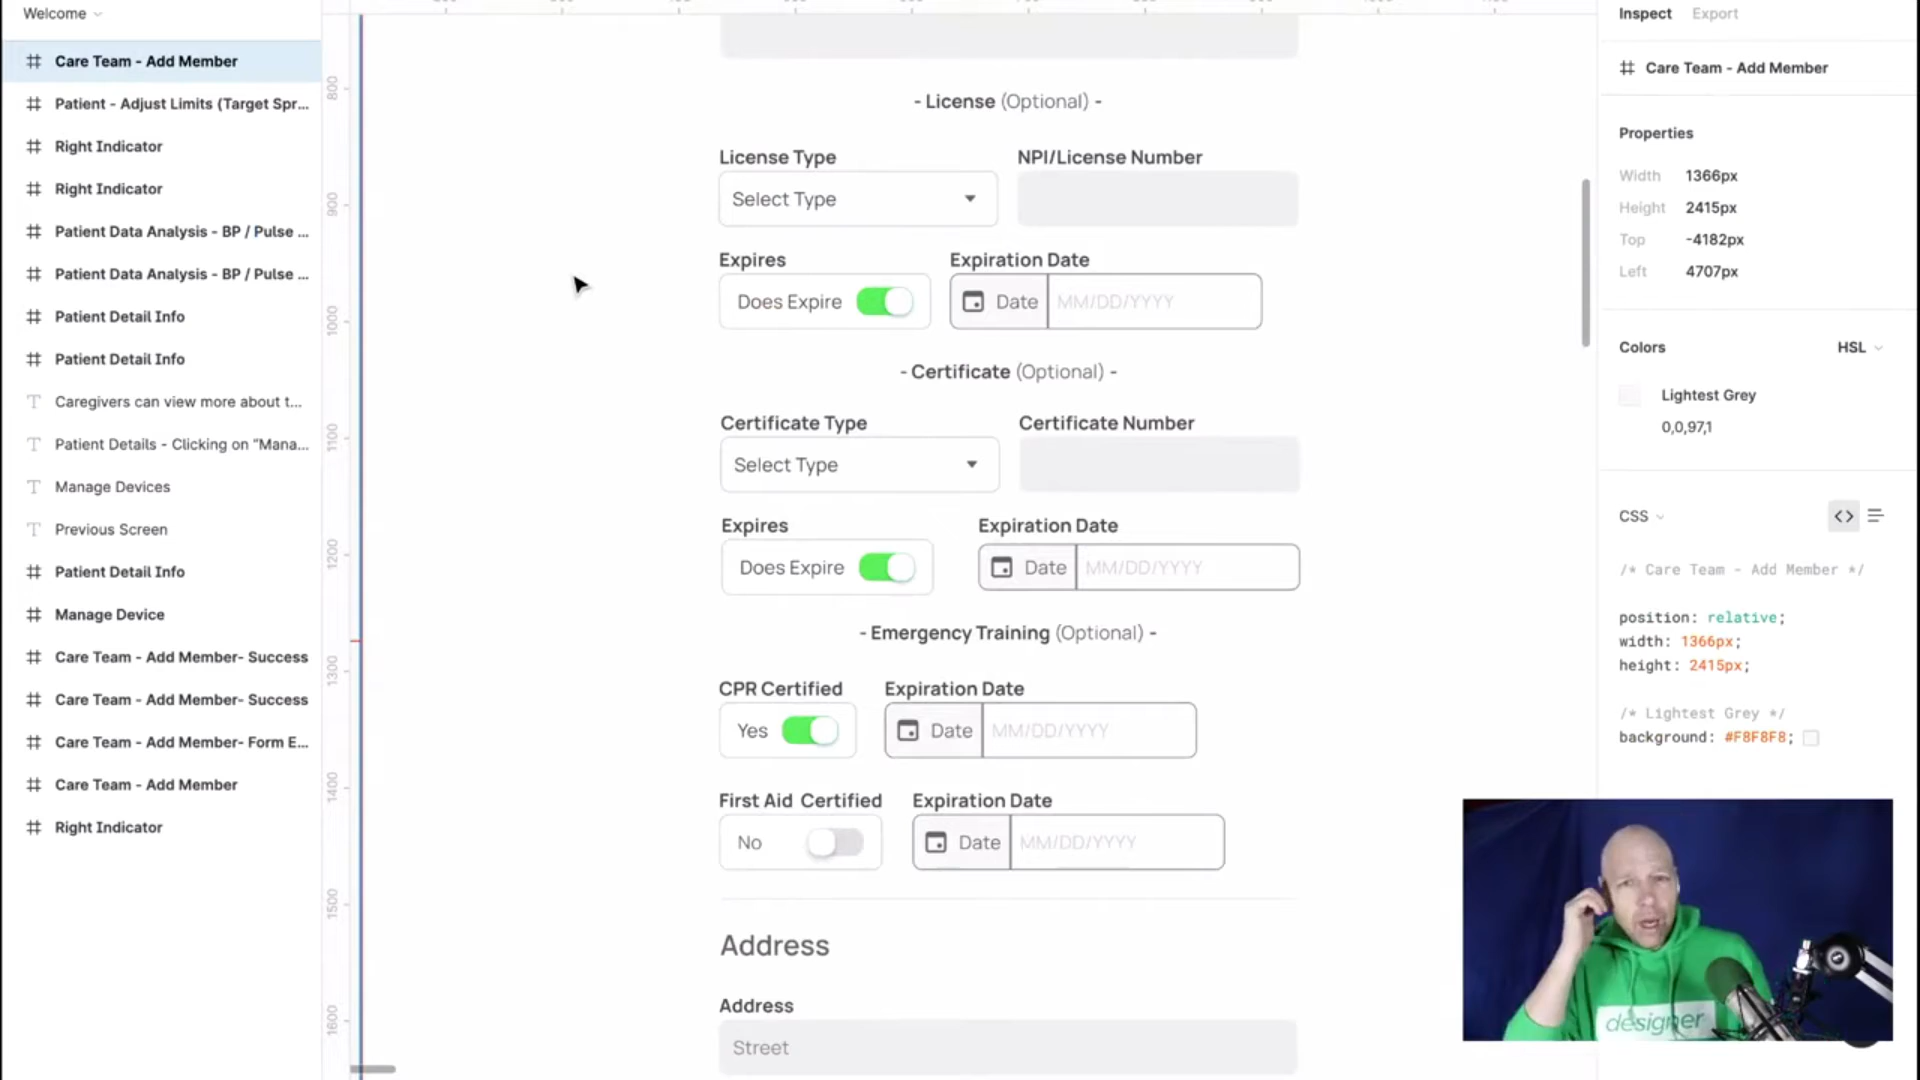 Welcome
Care Team - Add Member
Patient - Adjust Limits (Target Spr...
Right Indicator
Right Indicator
Patient Data Analysis - BP / Pulse ...
Patient Data Analysis - BP / Pulse ...
Patient Detail Info
Patient Detail Info
Caregivers can view more about t...
Patient Details - Clicking on "Mana...
Manage Devices
Previous Screen
Patient Detail Info
Manage Device
Care Team - Add Member- Success
Care Team - Add Member- Success
Care Team - Add Member- Form E...
Care Team - Add Member
Right Indicator
800
900
1000
1100
1200
1300
1400
1500
1600
- License (Optional) -
License Type
NPI/License Number
Select Type
Expires
Expiration Date
Does Expire
Date
MM/DD/YYYY
- Certificate (Optional) -
Certificate Type
Certificate Number
Select Type
Expires
Expiration Date
Does Expire
Date
MM/DD/YYYY
- Emergency Training (Optional) -
CPR Certified
Expiration Date
Yes
Date
MM/DD/YYYY
First Aid Certified
Expiration Date
No
Date
MM/DD/YYYY
Address
Address
Street
Inspect
Export
Care Team - Add Member
Properties
Width 1366px
Height 2415px
Top -4182px
Left 4707px
Colors
HSL
Lightest Grey
0,0,97,1
CSS
<>
/* Care Team - Add Member */
position: relative;
width: 1366px;
height: 2415px;
/* Lightest Grey */
background: #F8F8F8;
designer